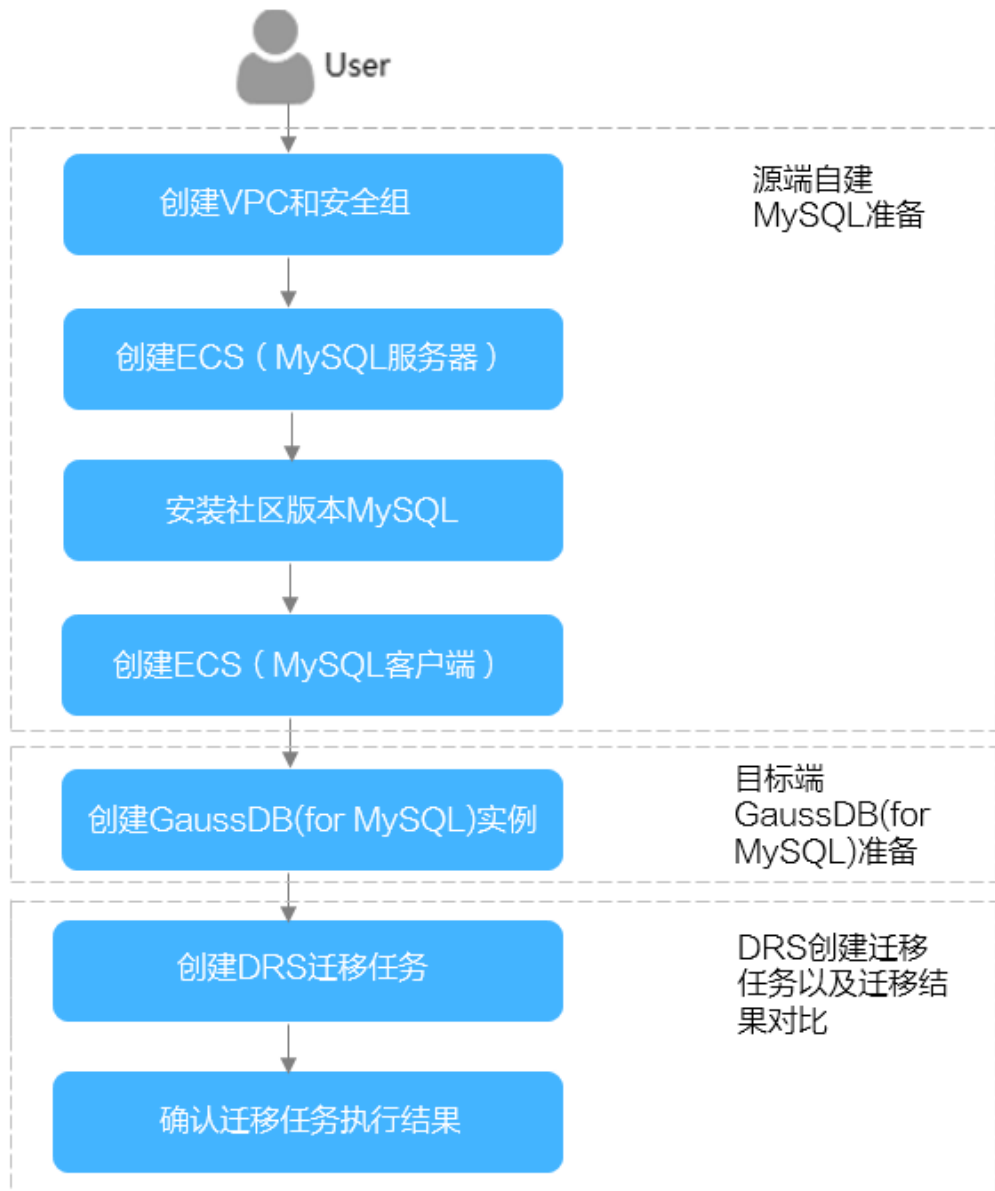 User
创建VPC和安全组
源端自建
MySQL准备
创建ECS（MySQL服务器）
安装社区版本MySQL
创建ECS（MySQL客户端）
创建GaussDB(for MySQL)实例
目标端
GaussDB(for
MySQL)准备
创建DRS迁移任务
DRS创建迁移
任务以及迁移结
果对比
确认迁移任务执行结果